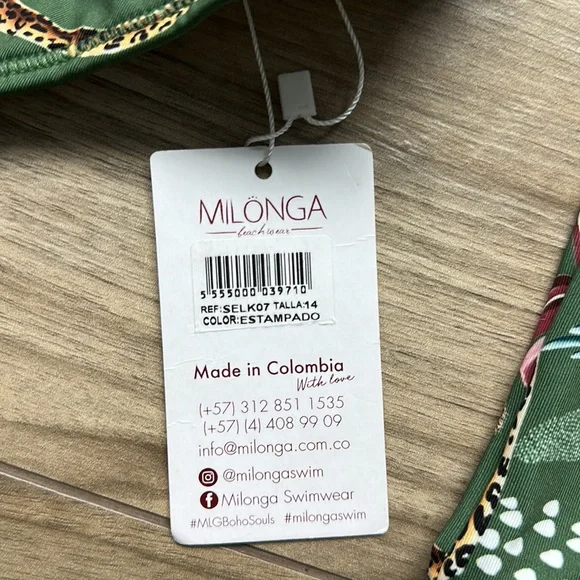 MILÖNGA
beachwear
5 555000 039710
REF:SELK07 TALLA:14
COLOR:ESTAMPADO
Made in Colombia
With love
(+57) 312 851 1535
(+57) (4) 408 99 09
info@milonga.com.co
@milongaswim
Milonga Swimwear
#MLGBohoSouls #milongaswim